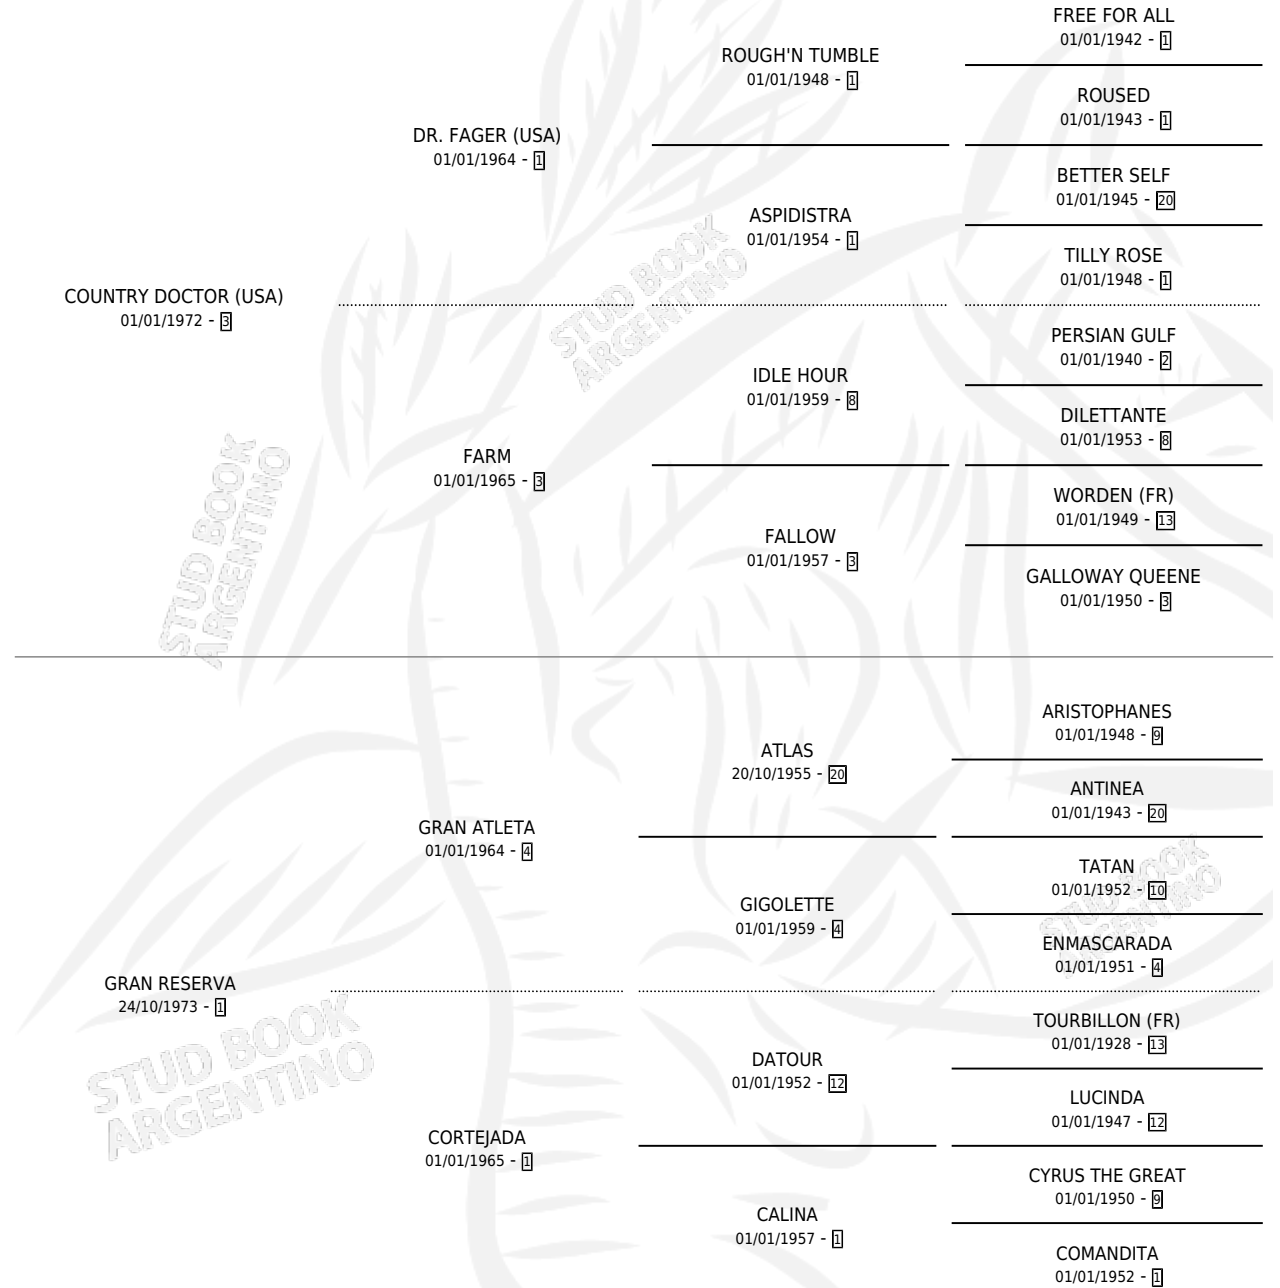 FREE FOR ALL
01/01/1942 - 1
ROUGH'N TUMBLE
01/01/1948 - 1
ROUSED
01/01/1943 - 1
DR. FAGER (USA)
01/01/1964 - 1
BETTER SELF
01/01/1945 - 20
ASPIDISTRA
01/01/1954 - 1
TILLY ROSE
01/01/1948 - 1
COUNTRY DOCTOR (USA)
01/01/1972 - 3
PERSIAN GULF
01/01/1940 - 2
IDLE HOUR
01/01/1959 - 8
DILETTANTE
01/01/1953 - 8
FARM
01/01/1965 - 3
WORDEN (FR)
01/01/1949 - 13
FALLOW
01/01/1957 - 3
GALLOWAY QUEENE
01/01/1950 - 3
ARISTOPHANES
01/01/1948 - 9
ATLAS
20/10/1955 - 20
ANTINEA
01/01/1943 - 20
GRAN ATLETA
01/01/1964 - 4
TATAN
01/01/1952 - 10
GIGOLETTE
01/01/1959 - 4
ENMASCARADA
01/01/1951 - 4
GRAN RESERVA
24/10/1973 - 1
TOURBILLON (FR)
01/01/1928 - 13
DATOUR
01/01/1952 - 12
LUCINDA
01/01/1947 - 12
CORTEJADA
01/01/1965 - 1
CYRUS THE GREAT
01/01/1950 - 9
CALINA
01/01/1957 - 1
COMANDITA
01/01/1952 - 1
STUD BOOK
ARGENTINO
STUD BOOK
ARGENTINO
STUD BOOK
ARGENTINO
STUD BOOK
ARGENTINO